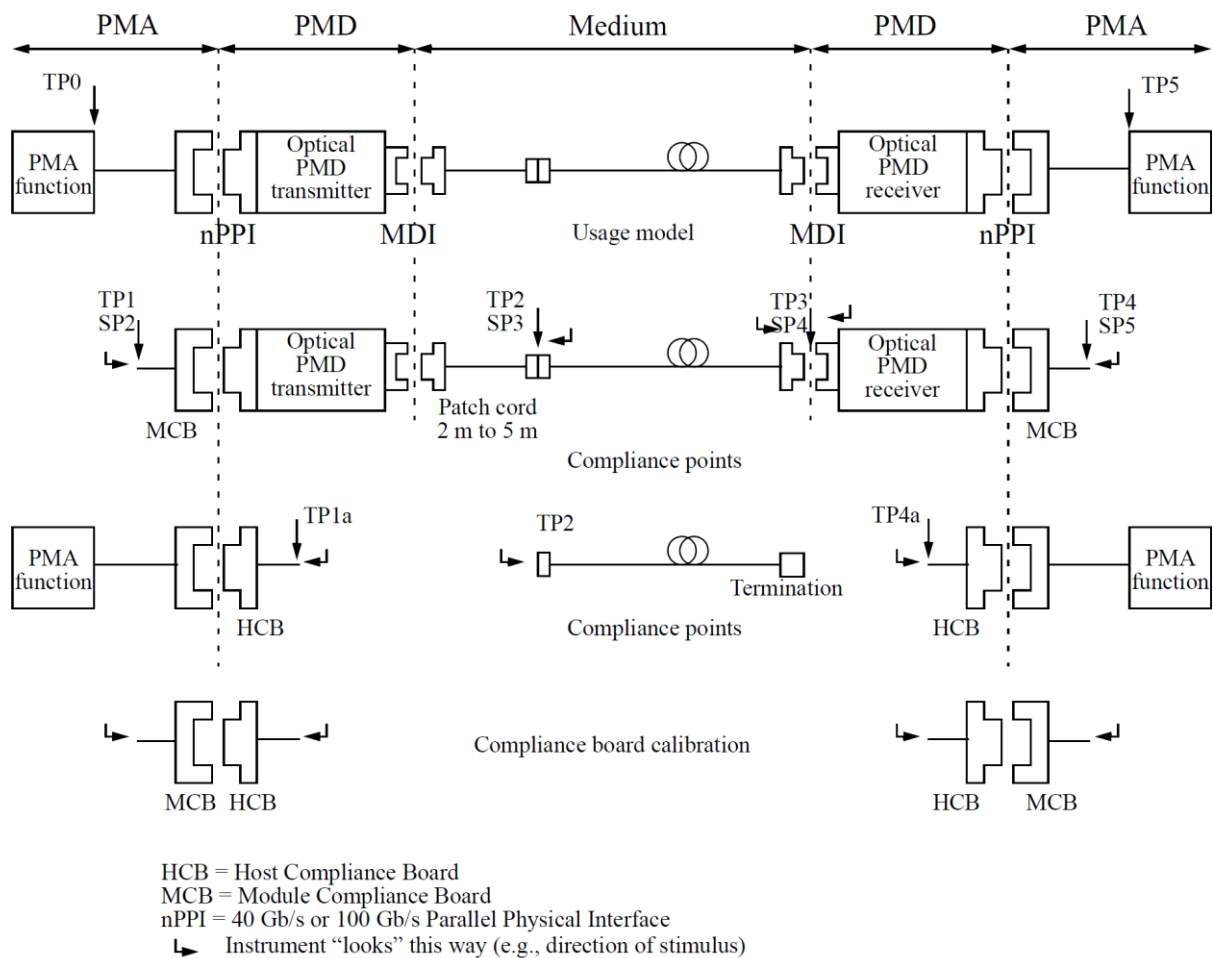 PMA PMD Medium PMD PMA
TP0 TP5
PMA
function
Optical
PMD
transmitter
Optical
PMD
receiver
PMA
function
nPPI MDI Usage model MDI nPPI
TP1
SP2
TP2
SP3
TP3
SP4
TP4
SP5
Optical
PMD
transmitter
Optical
PMD
receiver
MCB
Patch cord
2 m to 5 m
MCB
Compliance points
TP1a TP2 TP4a
PMA
function
PMA
function
Termination
HCB Compliance points HCB
Compliance board calibration
MCB HCB HCB MCB
HCB = Host Compliance Board
MCB = Module Compliance Board
nPPI = 40 Gb/s or 100 Gb/s Parallel Physical Interface
Instrument “looks” this way (e.g., direction of stimulus)